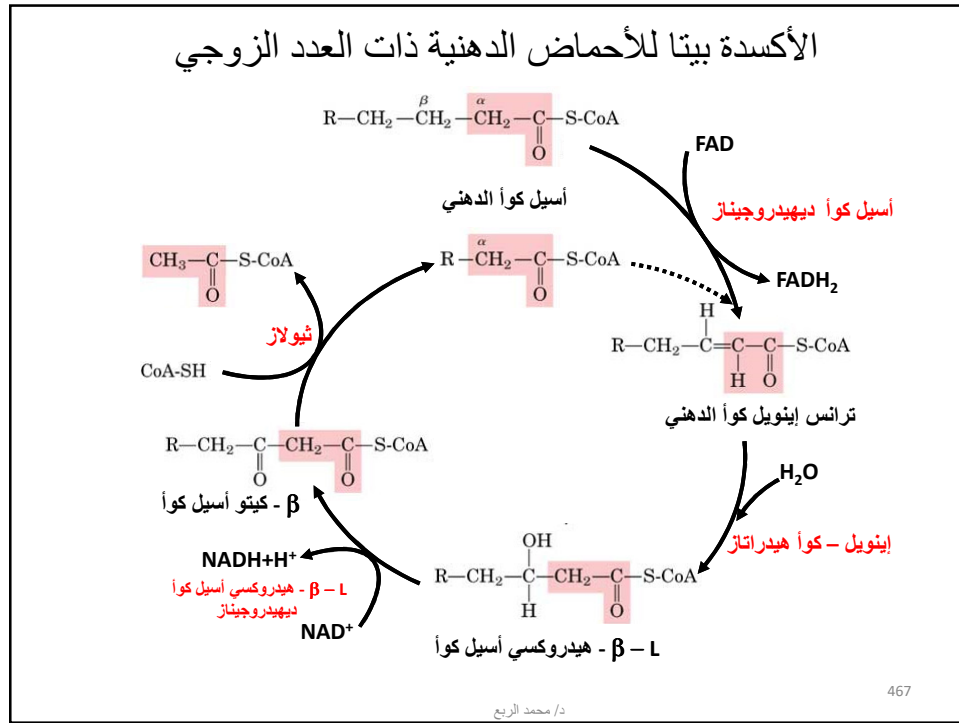 الأكسدة بيتا للأحماض الدهنية ذات العدد الزوجي
β α
R—CH₂—CH₂—CH₂—C—S-CoA
O
أسيل كوأ الدهني
FAD
أسيل كوأ ديهيدروجيناز
FADH₂
α
R—CH₂—C—S-CoA
O
CH₃—C—S-CoA
O
ثيولاز
CoA-SH
H
R—CH₂—C=C—C—S-CoA
H O
ترانس إينويل كوأ الدهني
H₂O
إينويل – كوأ هيدراتاز
R—CH₂—C—CH₂—C—S-CoA
O O
β - كيتو أسيل كوأ
OH
R—CH₂—C—CH₂—C—S-CoA
H O
β – L - هيدروكسي أسيل كوأ
NADH+H⁺
β – L - هيدروكسي أسيل كوأ
ديهيدروجيناز
NAD⁺
467
د/ محمد الربع